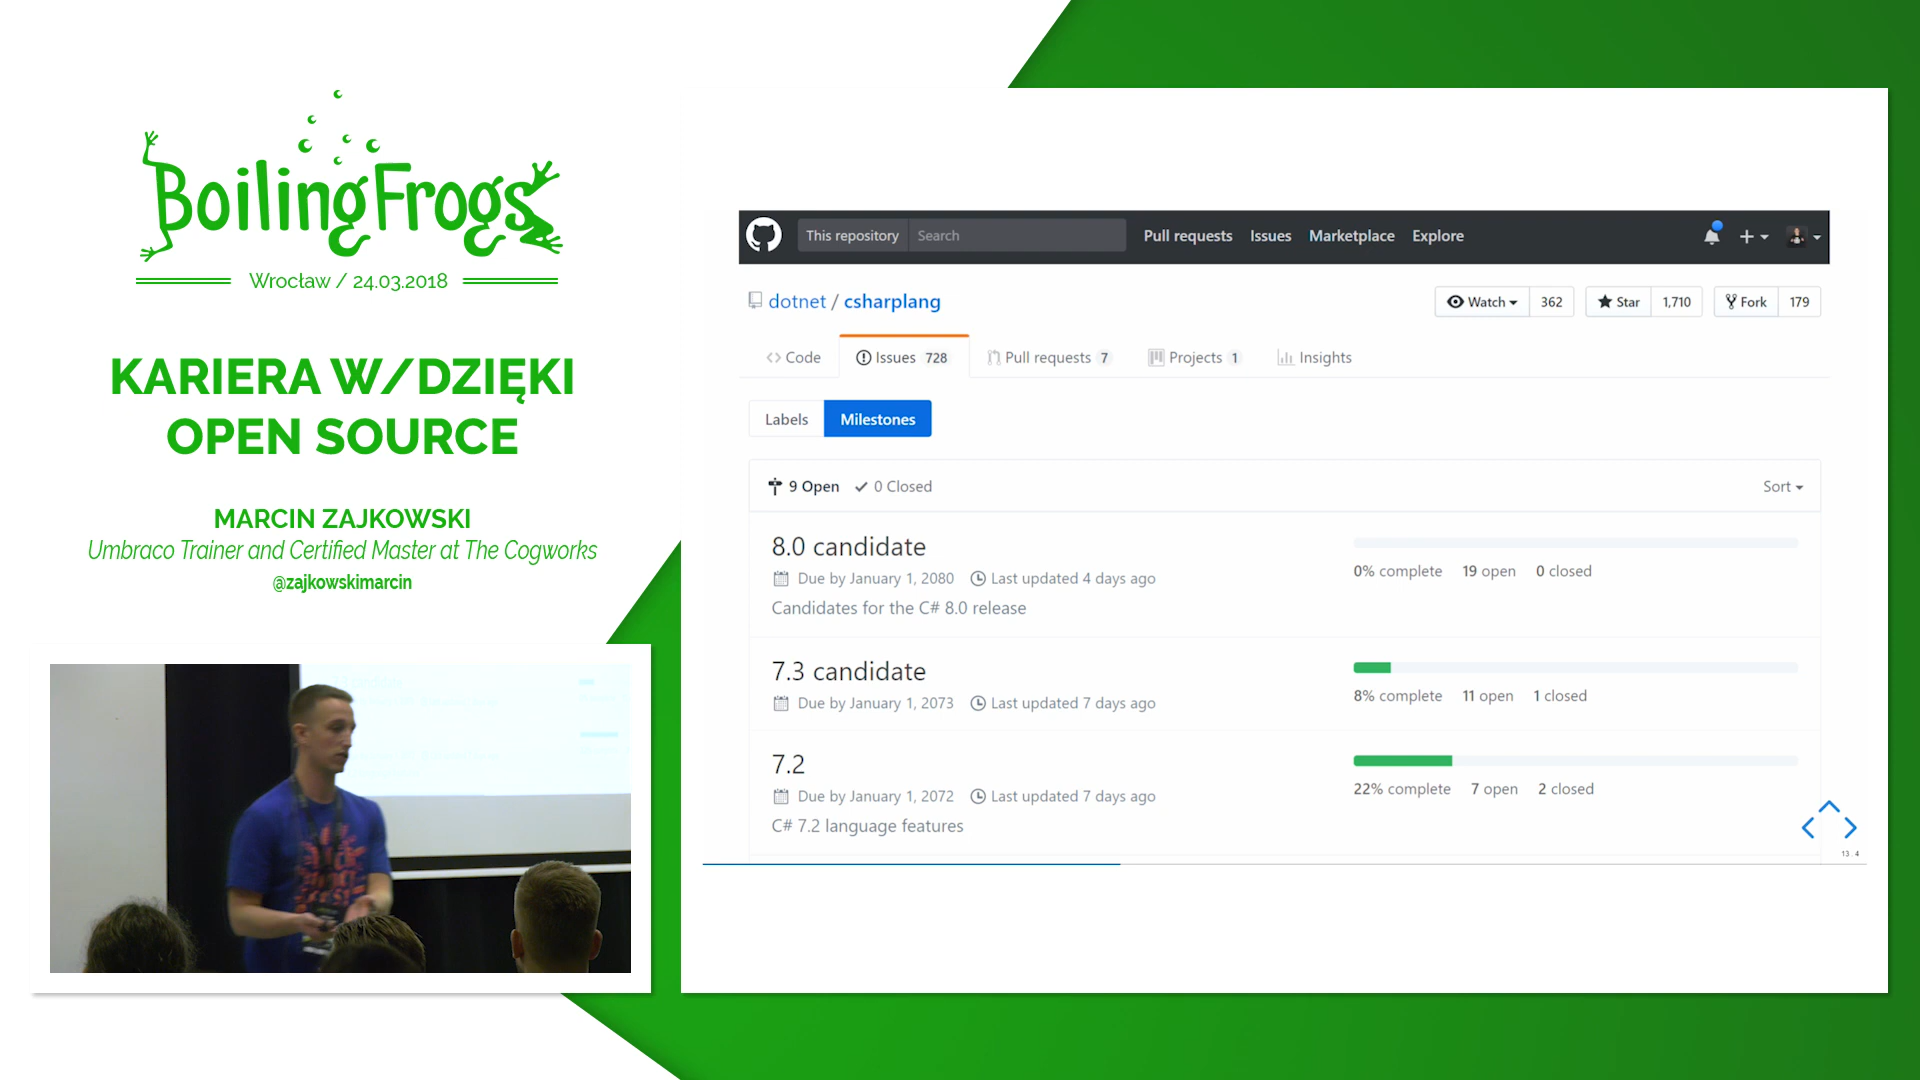 BoilingFrogs
Wrocław / 24.03.2018
KARIERA W/DZIĘKI
OPEN SOURCE
MARCIN ZAJKOWSKI
Umbraco Trainer and Certified Master at The Cogworks
@zajkowskimarcin
This repository Search Pull requests Issues Marketplace Explore
dotnet / csharplang
Watch 362 Star 1,710 Fork 179
Code Issues 728 Pull requests 7 Projects 1 Insights
Labels Milestones
9 Open 0 Closed Sort
8.0 candidate
Due by January 1, 2080 Last updated 4 days ago
Candidates for the C# 8.0 release
0% complete 19 open 0 closed
7.3 candidate
Due by January 1, 2073 Last updated 7 days ago
8% complete 11 open 1 closed
7.2
Due by January 1, 2072 Last updated 7 days ago
C# 7.2 language features
22% complete 7 open 2 closed
13.4